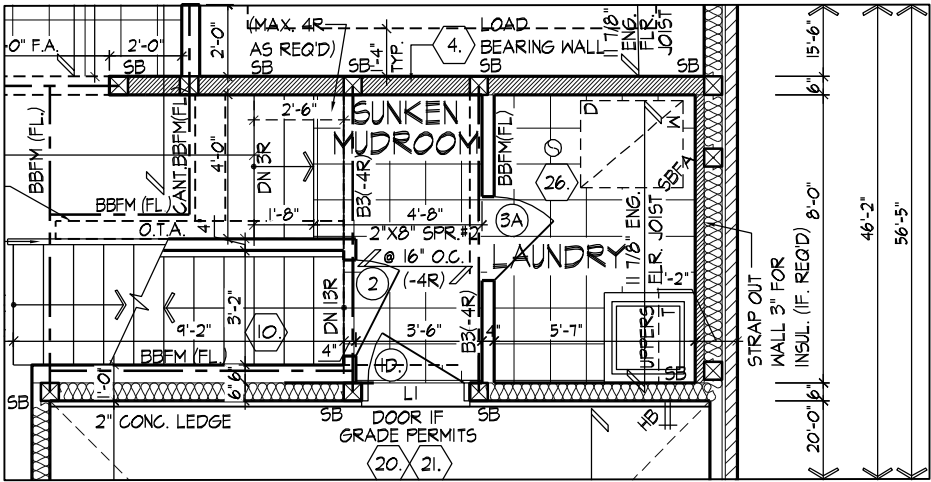 -0" F.A.
2'-0"
2'-0"
(MAX. 4R
AS REQ'D)
1'-4"
TYP.
4.
LOAD
BEARING WALL
11 7/8"
ENG.
FLR.
JOIST
15'-6"
SB
SB
SB
SB
SB
6"
BBFM (FL.)
CANT.BBFM(FL
4'-0"
2'-6"
SUNKEN
MUDROOM
BBFM(FL)
D
W
DN 13R
26.
SBFA
B3(-4R)
BBFM (FL.)
O.T.A.
4"
1'-8"
4'-8"
3A
8'-0"
46'-2"
56'-5"
2"X8" SPR.#2
@ 16" O.C.
(-4R)
LAUNDRY
11 7/8" ENG.
FLR. JOIST
2
1'-2"
DN 13R
9'-2"
3'-2"
10.
3'-6"
B3(-4R)
4"
5'-7"
UPPERS
STRAP OUT
WALL 3" FOR
INSUL. (IF. REQ'D)
BBFM (FL.)
4"
1D.
SB
1'-0"
6"
6"
L1
6"
SB
SB
SB
HB
2" CONC. LEDGE
DOOR IF
GRADE PERMITS
20.
21.
20'-0"